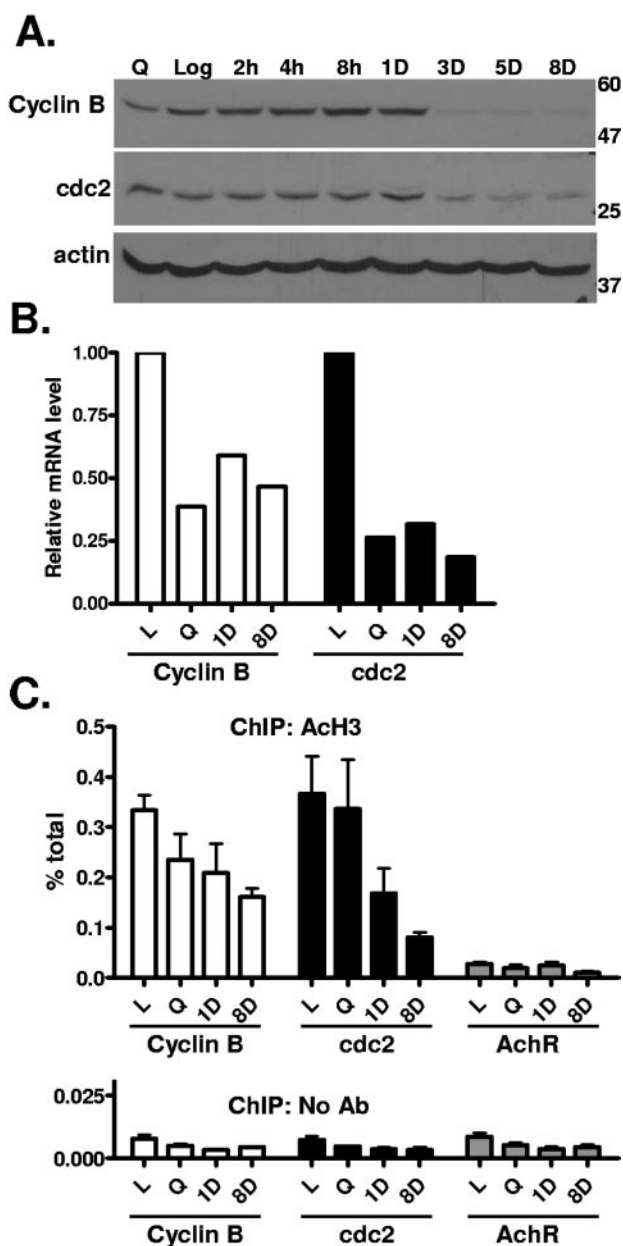 A.
Q Log 2h 4h 8h 1D 3D 5D 8D
Cyclin B
60
47
cdc2
25
actin
37
B.
Relative mRNA level
1.00
0.75
0.50
0.25
0.00
L Q 1D 8D L Q 1D 8D
Cyclin B cdc2
C.
ChIP: AcH3
% total
0.5
0.4
0.3
0.2
0.1
0.0
L Q 1D 8D L Q 1D 8D L Q 1D 8D
Cyclin B cdc2 AchR
ChIP: No Ab
0.025
0.000
L Q 1D 8D L Q 1D 8D L Q 1D 8D
Cyclin B cdc2 AchR